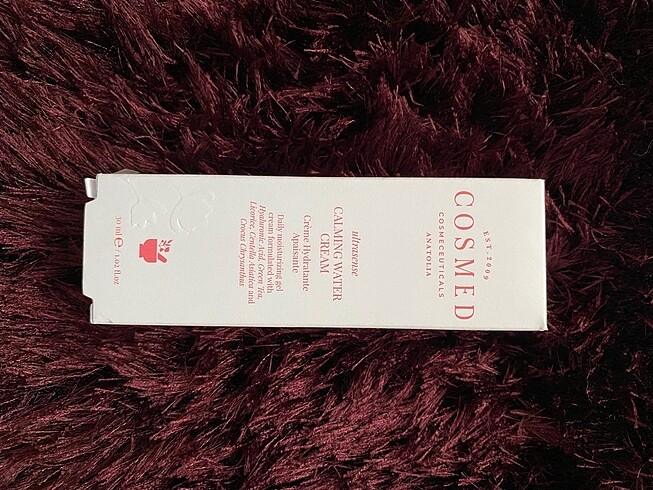 EST. 2009
COSMED
COSMECEUTICALS
ANATOLIA
ultrasense
CALMING WATER
CREAM
Crème Hydratante
Apaisante
Daily moisturizing gel
cream formulated with
Hyaluronic Acid, Green Tea,
Licorice, Centella Asiatica and
Crocus Chrysanthus
30 ml ℮ 1.02 fl.oz